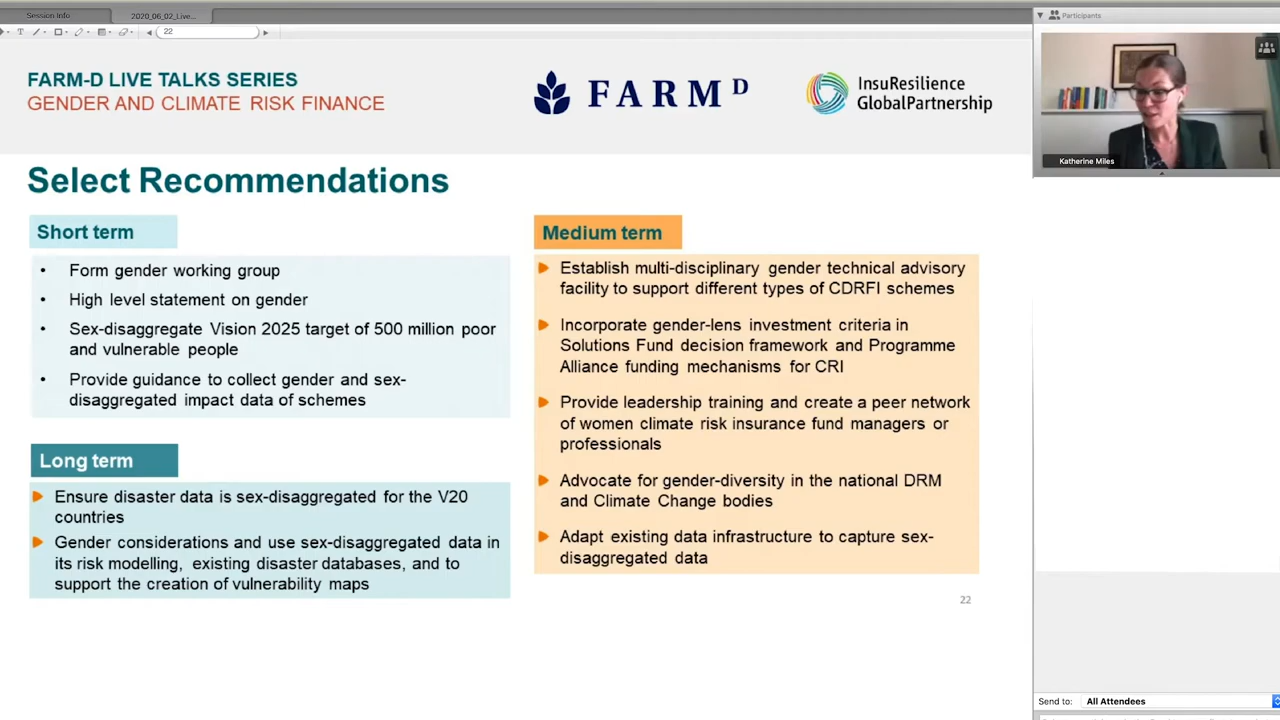 Session Info
2020_06_02_Live...
22
Participants
FARM-D LIVE TALKS SERIES
GENDER AND CLIMATE RISK FINANCE
FARM D
InsuResilience
GlobalPartnership
Katherine Miles
Select Recommendations
Short term
• Form gender working group
• High level statement on gender
• Sex-disaggregate Vision 2025 target of 500 million poor
and vulnerable people
• Provide guidance to collect gender and sex-
disaggregated impact data of schemes
Long term
Ensure disaster data is sex-disaggregated for the V20
countries
Gender considerations and use sex-disaggregated data in
its risk modelling, existing disaster databases, and to
support the creation of vulnerability maps
Medium term
Establish multi-disciplinary gender technical advisory
facility to support different types of CDRFI schemes
Incorporate gender-lens investment criteria in
Solutions Fund decision framework and Programme
Alliance funding mechanisms for CRI
Provide leadership training and create a peer network
of women climate risk insurance fund managers or
professionals
Advocate for gender-diversity in the national DRM
and Climate Change bodies
Adapt existing data infrastructure to capture sex-
disaggregated data
22
Send to: All Attendees